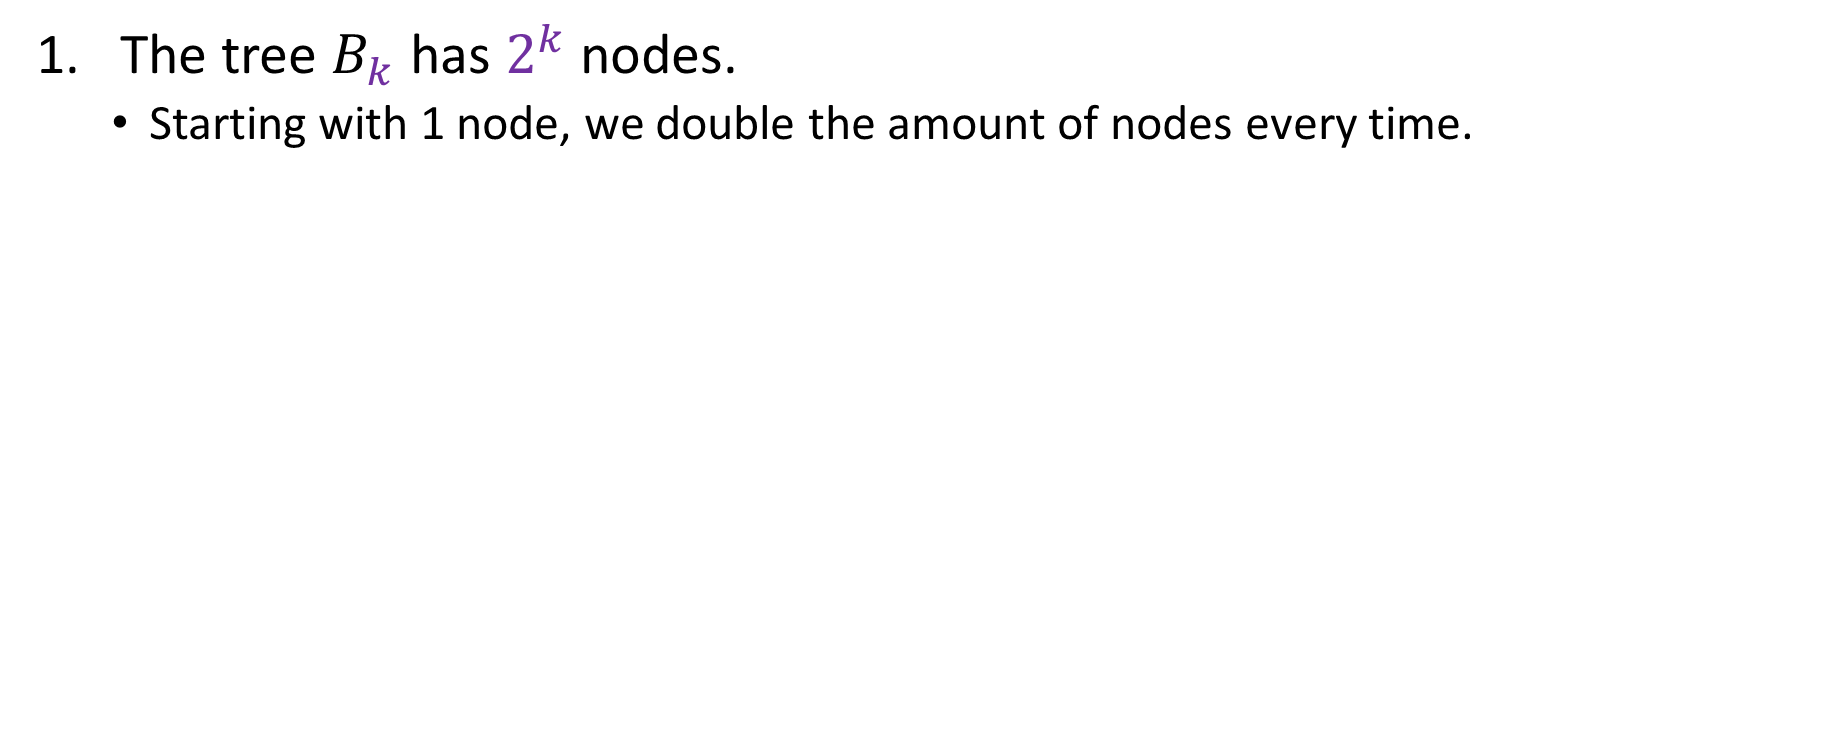 1. The tree $B_k$ has $2^k$ nodes.
• Starting with 1 node, we double the amount of nodes every time.